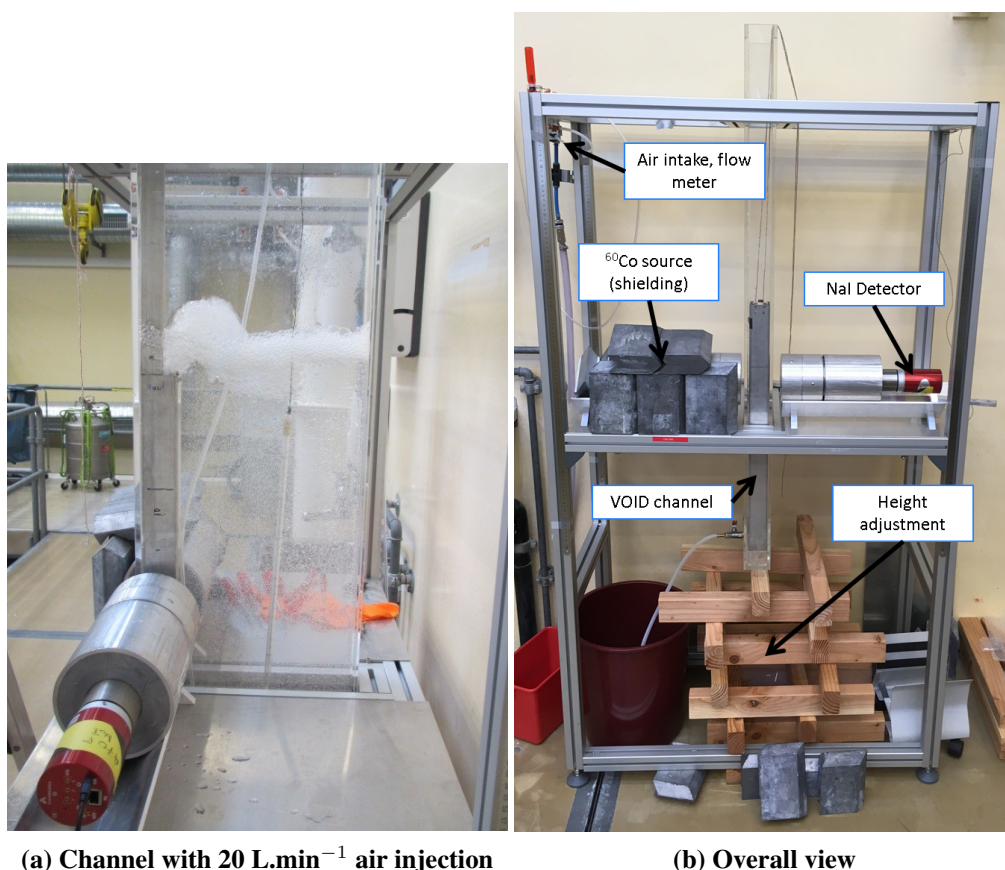 Air intake, flow
meter
⁶⁰Co source
(shielding)
NaI Detector
VOID channel
Height
adjustment
(a) Channel with 20 L.min⁻¹ air injection
(b) Overall view